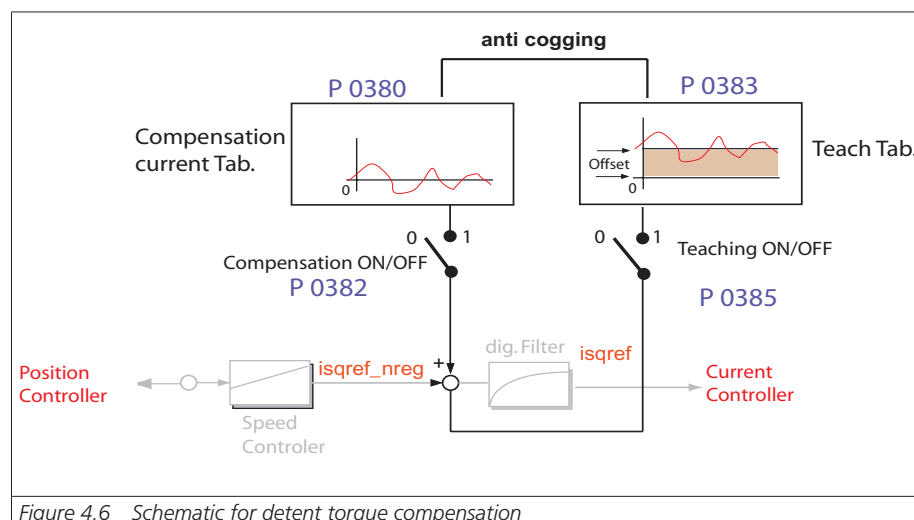 anti cogging
P 0380
P 0383
Compensation
current Tab.
0
Offset
0
Teach Tab.
0 1
Compensation ON/OFF
P 0382
0 1
Teaching ON/OFF
P 0385
Position
Controller
Speed
Controler
isqref_nreg
+
dig. Filter
isqref
Current
Controller
Figure 4.6 Schematic for detent torque compensation